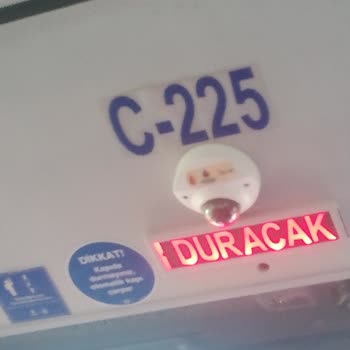 C-225
DURACAK
DİKKAT!
Kapıda
durmayınız,
otomatik kapı
çarpar